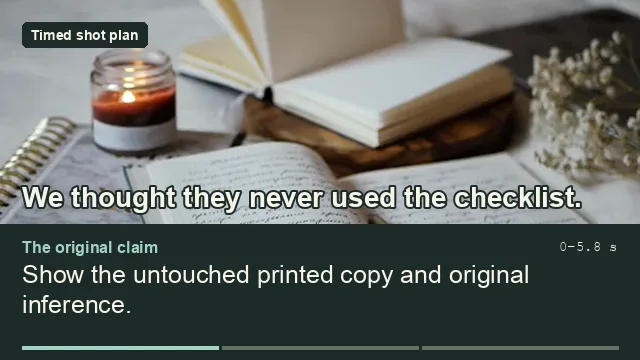 Timed shot plan
We thought they never used the checklist.
The original claim
0–5.8 s
Show the untouched printed copy and original
inference.